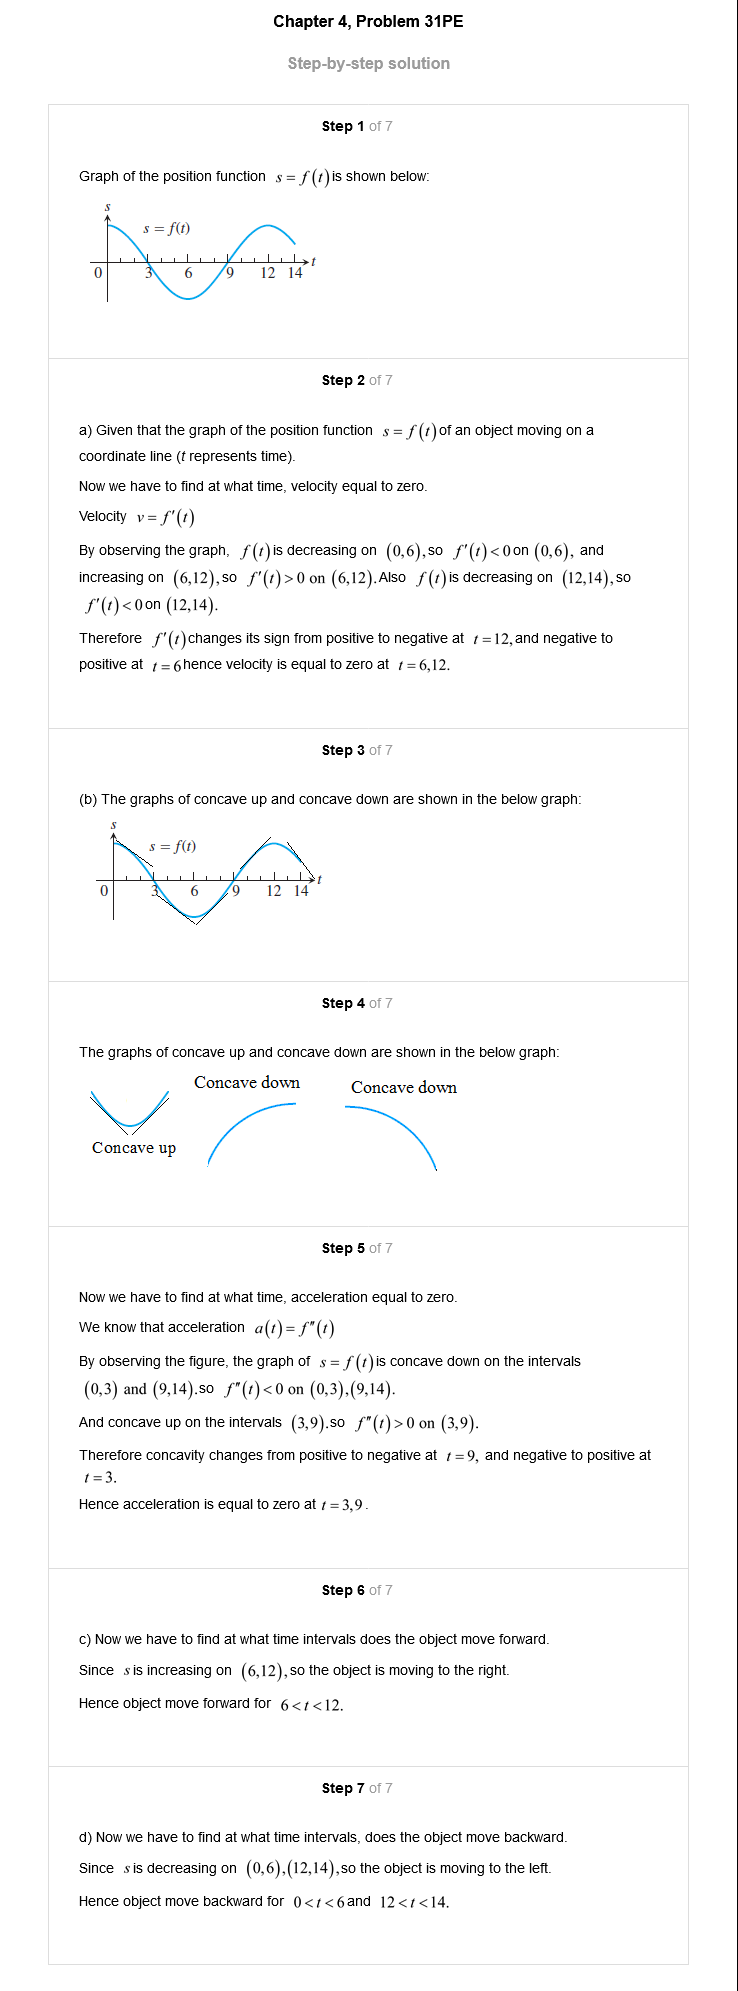 Chapter 4, Problem 31PE
Step-by-step solution
Step 1 of 7
Graph of the position function s = f(t) is shown below:
s
s = f(t)
t
0 3 6 9 12 14
Step 2 of 7
a) Given that the graph of the position function s = f(t) of an object moving on a
coordinate line (t represents time).
Now we have to find at what time, velocity equal to zero.
Velocity v = f'(t)
By observing the graph, f(t) is decreasing on (0,6), so f'(t) < 0 on (0,6), and
increasing on (6,12), so f'(t) > 0 on (6,12). Also f(t) is decreasing on (12,14), so
f'(t) < 0 on (12,14).
Therefore f'(t) changes its sign from positive to negative at t = 12, and negative to
positive at t = 6 hence velocity is equal to zero at t = 6,12.
Step 3 of 7
(b) The graphs of concave up and concave down are shown in the below graph:
s
s = f(t)
t
0 3 6 9 12 14
Step 4 of 7
The graphs of concave up and concave down are shown in the below graph:
Concave down Concave down
Concave up
Step 5 of 7
Now we have to find at what time, acceleration equal to zero.
We know that acceleration a(t) = f"(t)
By observing the figure, the graph of s = f(t) is concave down on the intervals
(0,3) and (9,14).so f"(t) < 0 on (0,3),(9,14).
And concave up on the intervals (3,9).so f"(t) > 0 on (3,9).
Therefore concavity changes from positive to negative at t = 9, and negative to positive at
t = 3.
Hence acceleration is equal to zero at t = 3,9.
Step 6 of 7
c) Now we have to find at what time intervals does the object move forward.
Since s is increasing on (6,12), so the object is moving to the right.
Hence object move forward for 6 < t < 12.
Step 7 of 7
d) Now we have to find at what time intervals, does the object move backward.
Since s is decreasing on (0,6),(12,14),so the object is moving to the left.
Hence object move backward for 0 < t < 6 and 12 < t < 14.